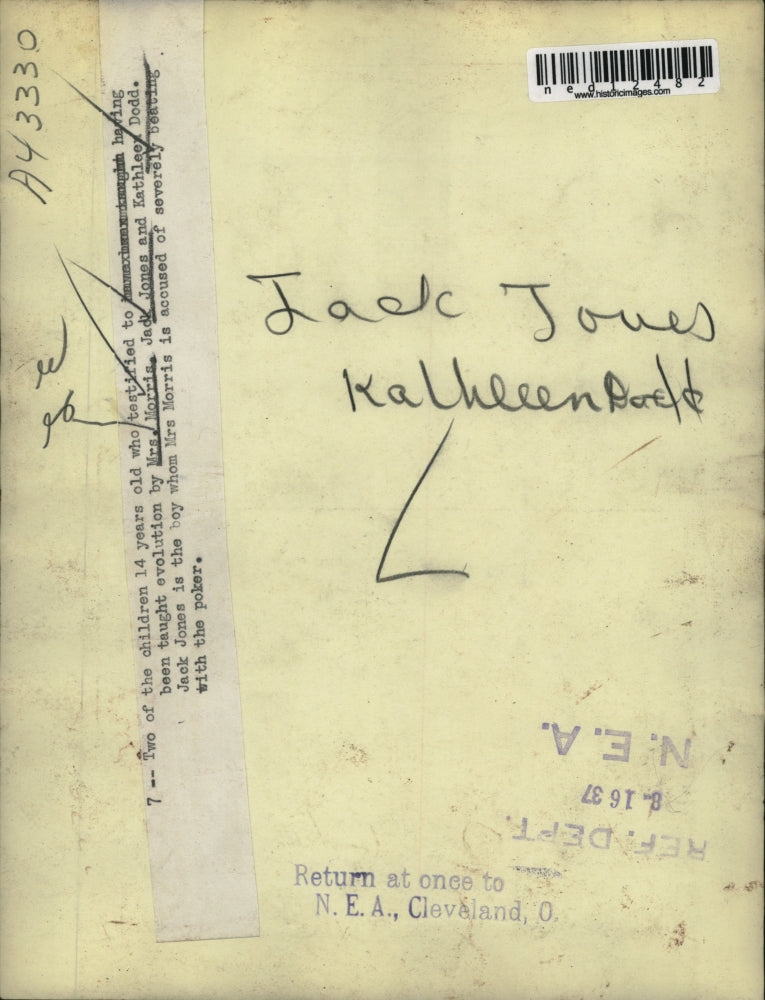 A43330
7 -- Two of the children 14 years old who testified to having
been taught evolution by Mrs. Morris. Jack Jones and Kathleen Dodd.
Jack Jones is the boy whom Mrs Morris is accused of severely beating
with the poker.
ned12482
www.historicimages.com
Jack Jones
Kathleen Dodd
N.E.A.
8-1637
REF. DEPT.
Return at once to
N. E. A., Cleveland, O.